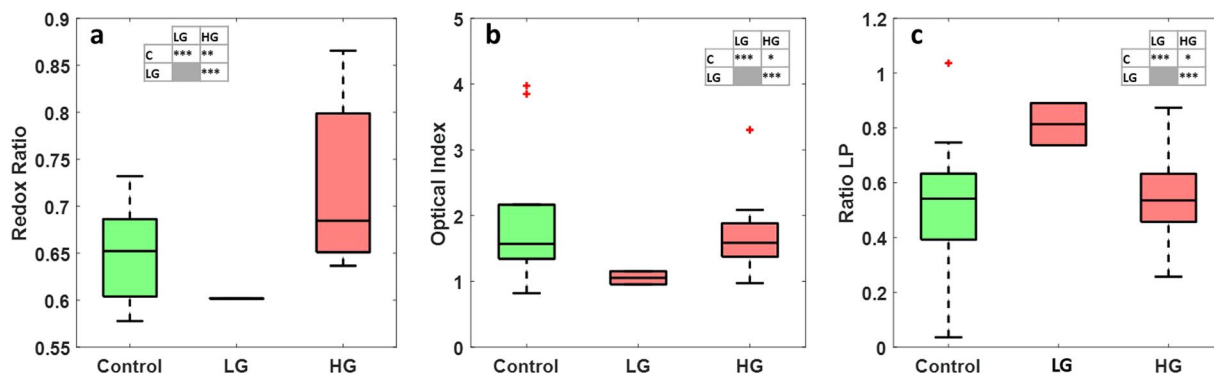 a
LG HG
C *** **
LG ***
Redox Ratio
0.9
0.85
0.8
0.75
0.7
0.65
0.6
0.55
Control LG HG
b
LG HG
C *** *
LG ***
Optical Index
5
4
3
2
1
0
Control LG HG
c
LG HG
C *** *
LG ***
Ratio LP
1.2
1
0.8
0.6
0.4
0.2
0
Control LG HG